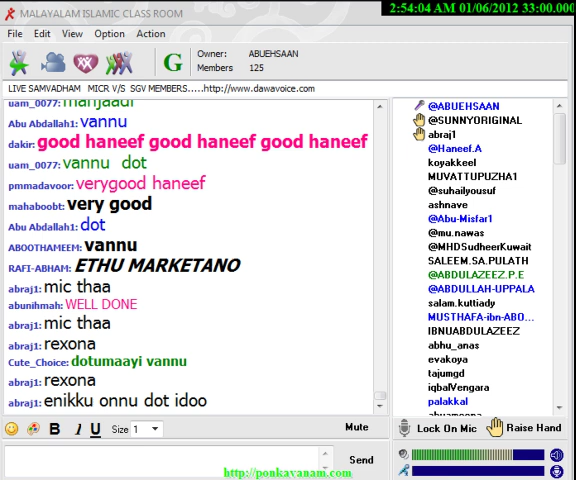 MALAYALAM ISLAMIC CLASS ROOM
2:54:04 AM 01/06/2012 33:00.000
File Edit View Option Action
G
Owner: ABUEHSAAN
Members 125
LIVE SAMVADHAM MICR V/S SGV MEMBERS.....http://www.dawavoice.com
uam_0077: manjaadi
Abu Abdallah1: vannu
dakir: good haneef good haneef good haneef
uam_0077: vannu dot
pmmadavoor: verygood haneef
mahaboobt: very good
Abu Abdallah1: dot
ABOOTHAMEEM: vannu
RAFI-ABHAM: ETHU MARKETANO
abraj1: mic thaa
abunihmah: WELL DONE
abraj1: mic thaa
abraj1: rexona
Cute_Choice: dotumaayi vannu
abraj1: rexona
abraj1: enikku onnu dot idoo
@ABUEHSAAN
@SUNNYORIGINAL
abraj1
@Haneef.A
koyakkeel
MUVATTUPUZHA1
@suhailyousuf
ashnave
@Abu-Misfar1
@mu.nawas
@MHDSudheerKuwait
SALEEM.SA.PULATH
@ABDULAZEEZ.P.E
@ABDULLAH-UPPALA
salam.kuttiady
MUSTHAFA-ibn-ABO...
IBNUABDULAZEEZ
abhu_anas
evakoya
tajumgd
iqbalVengara
palakkal
abuameena
B I U Size 1 Mute
Lock On Mic Raise Hand
Send
http://ponkavanam.com